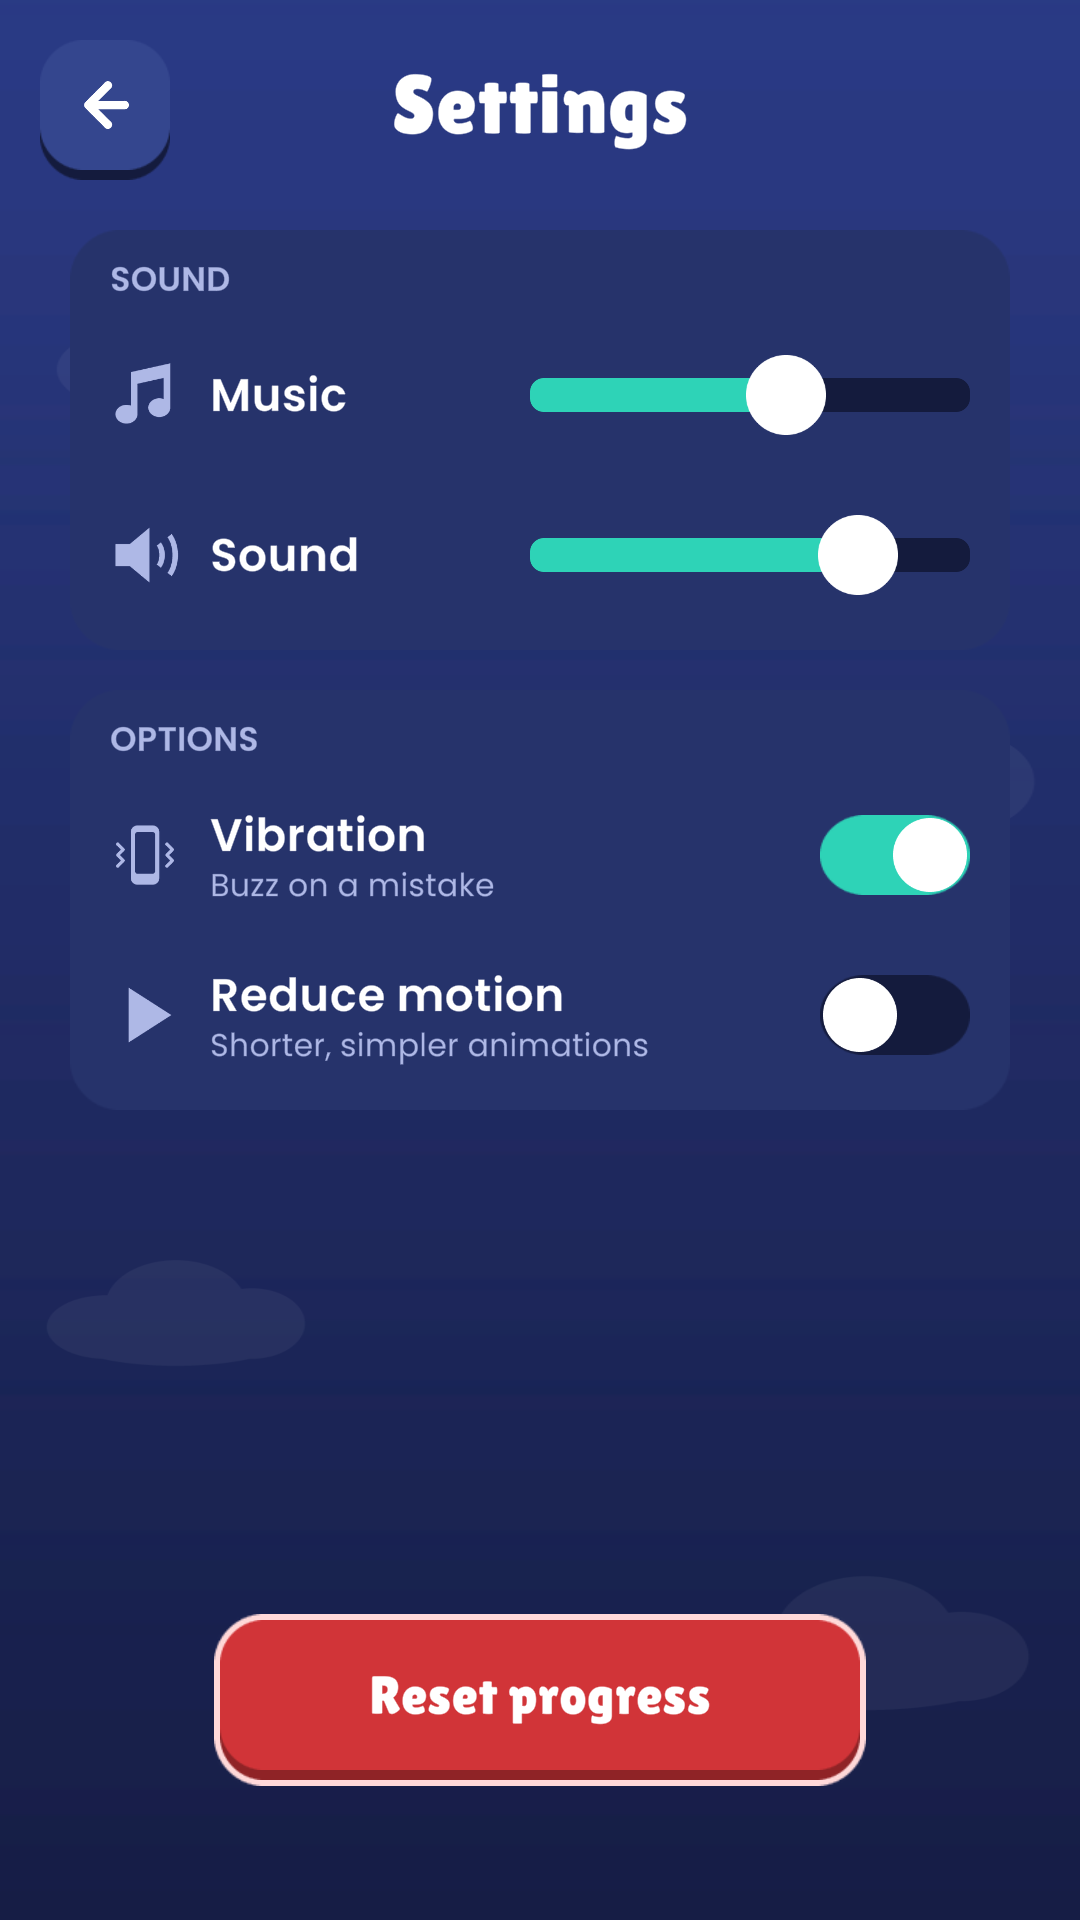 Settings
SOUND
Music
Sound
OPTIONS
Vibration
Buzz on a mistake
Reduce motion
Shorter, simpler animations
Reset progress